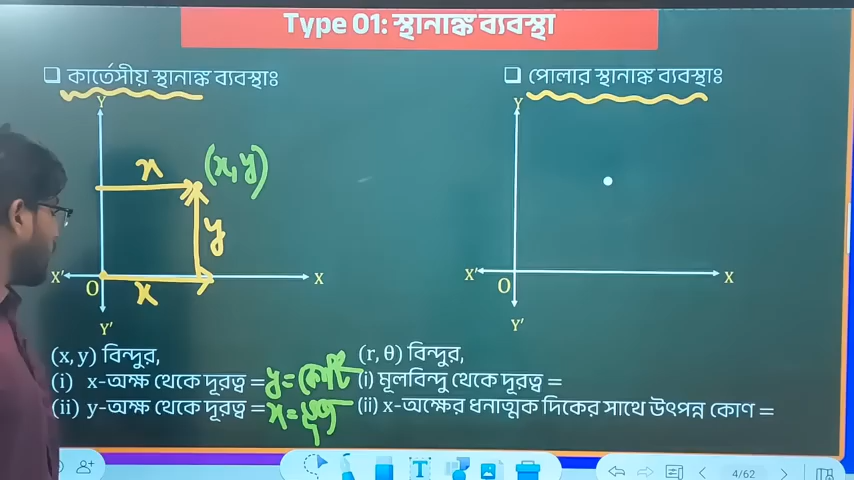 Type 01: স্থানাঙ্ক ব্যবস্থা
❑ কার্তেসীয় স্থানাঙ্ক ব্যবস্থাঃ
Y
x
(x, y)
y
X′
O
x
X
Y′
(x, y) বিন্দুর,
(i) x-অক্ষ থেকে দূরত্ব = y = কোটি
(ii) y-অক্ষ থেকে দূরত্ব = x = ভুজ
❑ পোলার স্থানাঙ্ক ব্যবস্থাঃ
Y
X′
O
X
Y′
(r, θ) বিন্দুর,
(i) মূলবিন্দু থেকে দূরত্ব =
(ii) x-অক্ষের ধনাত্মক দিকের সাথে উৎপন্ন কোণ =
T
4/62